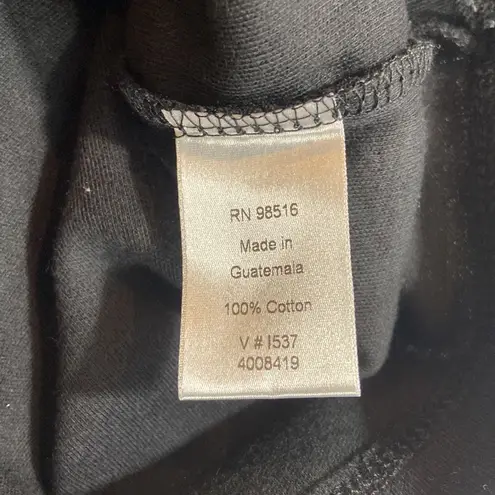 RN 98516
Made in
Guatemala
100% Cotton
V # I537
4008419